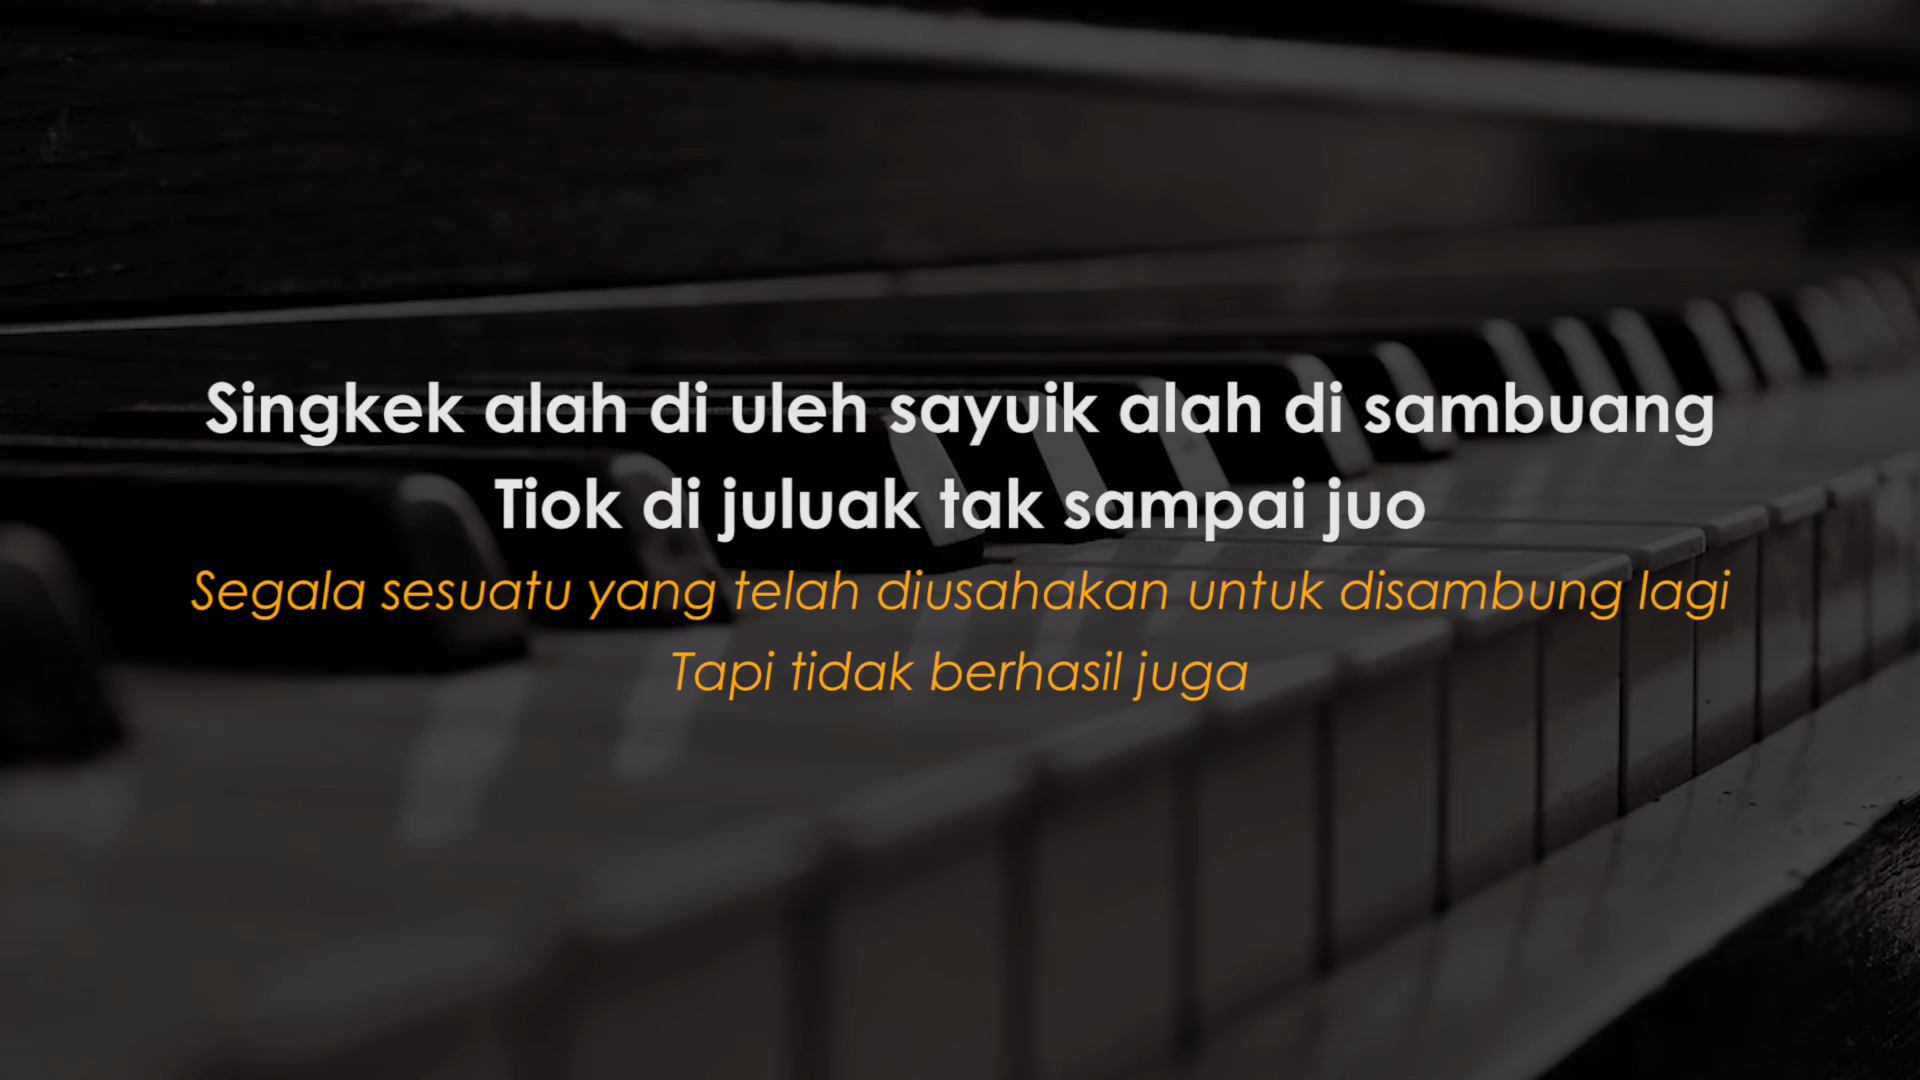 Singkek alah di uleh sayuik alah di sambuang
Tiok di juluak tak sampai juo
Segala sesuatu yang telah diusahakan untuk disambung lagi
Tapi tidak berhasil juga